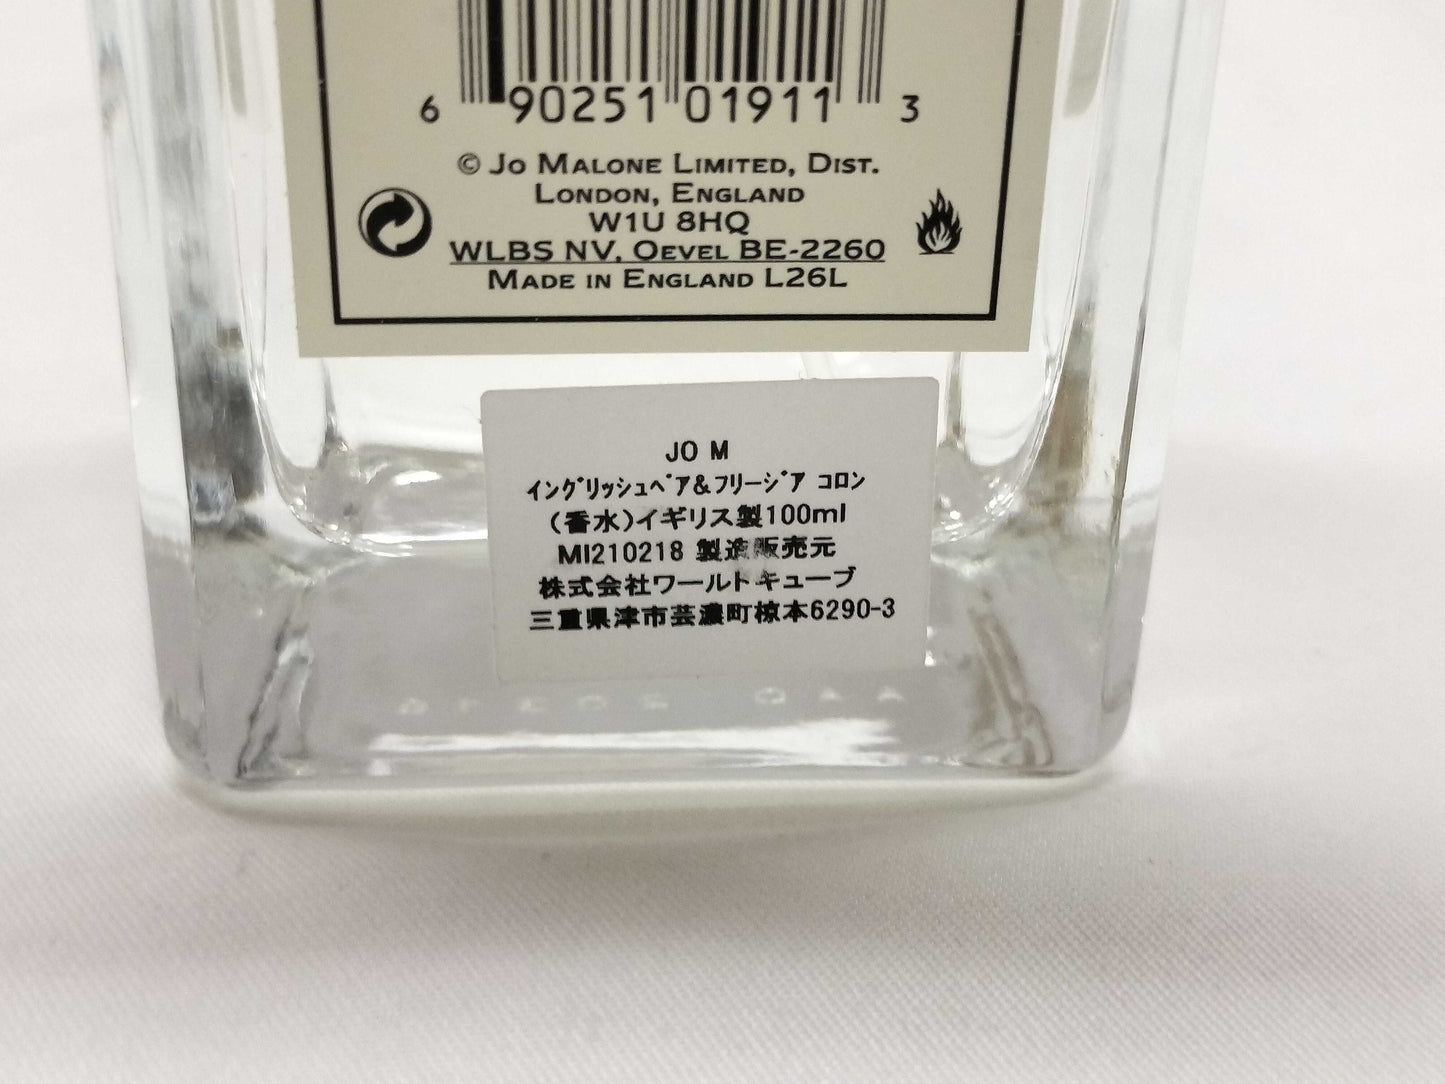 6 90251 01911 3
© JO MALONE LIMITED, DIST.
LONDON, ENGLAND
W1U 8HQ
WLBS NV, OEVEL BE-2260
MADE IN ENGLAND L26L
JO M
イングリッシュペア&フリージア コロン
(香水)イギリス製100ml
MI210218 製造販売元
株式会社ワールドキューブ
三重県津市芸濃町椋本6290-3